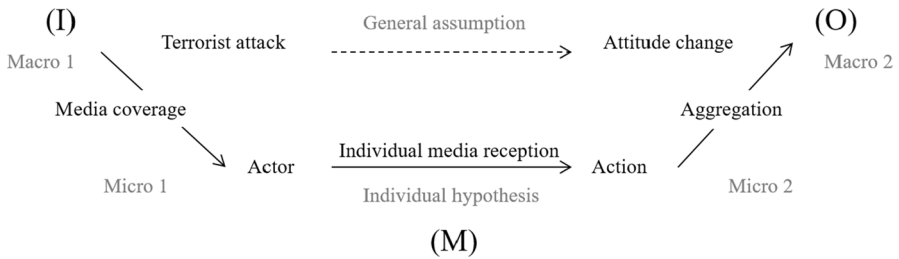 (I)
General assumption
(O)
Terrorist attack
Attitude change
Macro 1
Macro 2
Media coverage
Aggregation
Individual media reception
Actor
Action
Micro 1
Individual hypothesis
Micro 2
(M)